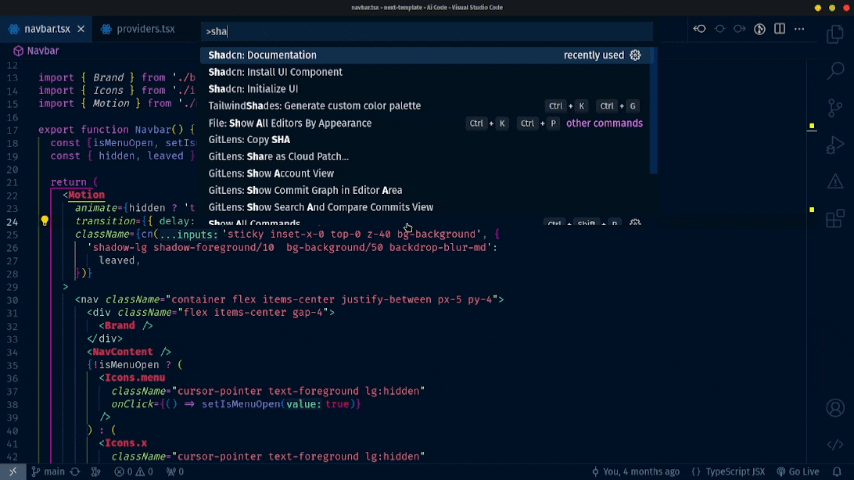 navbar.tsx - next-template - Ai Code - Visual Studio Code
navbar.tsx
providers.tsx
>sha
Navbar
Shadcn: Documentation recently used
Shadcn: Install UI Component
Shadcn: Initialize UI
TailwindShades: Generate custom color palette Ctrl + K Ctrl + G
File: Show All Editors By Appearance Ctrl + K Ctrl + P other commands
GitLens: Copy SHA
GitLens: Share as Cloud Patch...
GitLens: Show Account View
GitLens: Show Commit Graph in Editor Area
GitLens: Show Search And Compare Commits View
Show All Commands Ctrl + Shift + P
12
13 import { Brand } from './b
14 import { Icons } from './i
15 import { Motion } from './
16
17 export function Navbar() {
18 const [isMenuOpen, setIs
19 const { hidden, leaved }
20
21 return (
22 <Motion
23 animate={hidden ? 't
24 transition={{ delay:
25 className={cn(...inputs: 'sticky inset-x-0 top-0 z-40 bg-background', {
26 'shadow-lg shadow-foreground/10 bg-background/50 backdrop-blur-md':
27 leaved,
28 })}
29 >
30 <nav className="container flex items-center justify-between px-5 py-4">
31 <div className="flex items-center gap-4">
32 <Brand />
33 </div>
34 <NavContent />
35 {!isMenuOpen ? (
36 <Icons.menu
37 className="cursor-pointer text-foreground lg:hidden"
38 onClick={() => setIsMenuOpen(value: true)}
39 />
40 ) : (
41 <Icons.x
42 className="cursor-pointer text-foreground lg:hidden"
main 0 0 0 You, 4 months ago TypeScript JSX Go Live